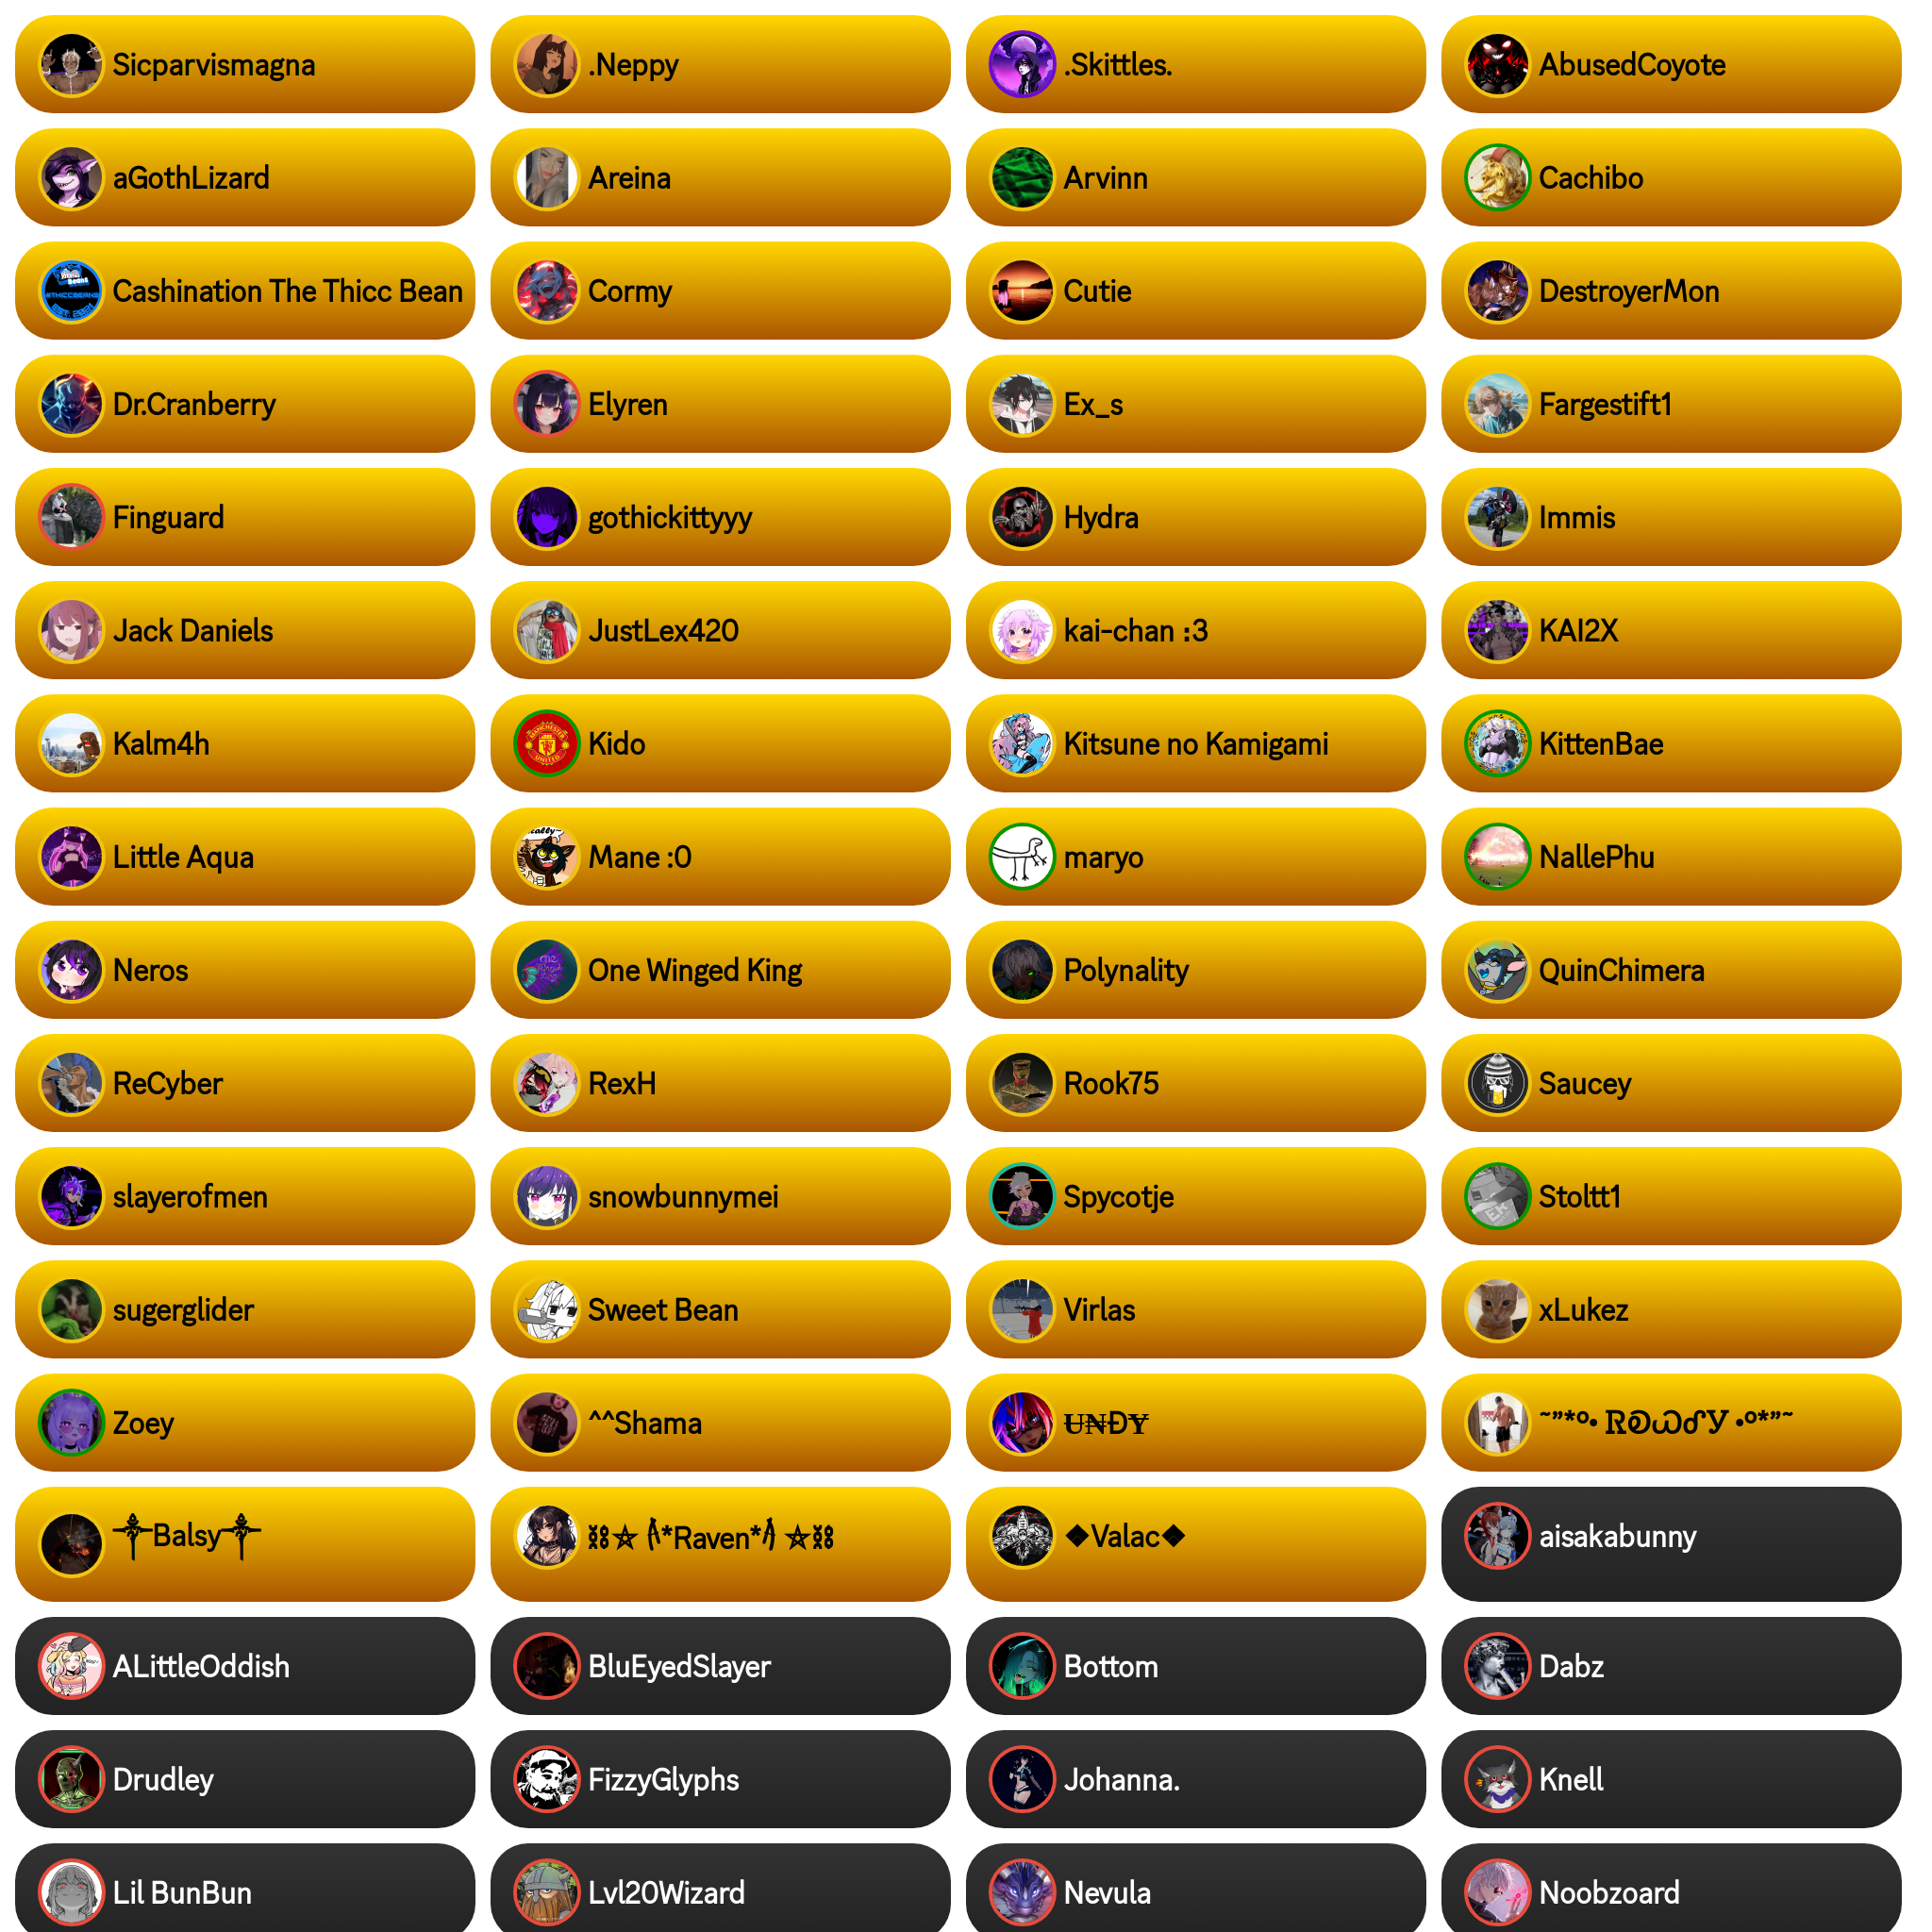 Sicparvismagna
.Neppy
.Skittles.
AbusedCoyote
aGothLizard
Areina
Arvinn
Cachibo
Cashination The Thicc Bean
Cormy
Cutie
DestroyerMon
Dr.Cranberry
Elyren
Ex_s
Fargestift1
Finguard
gothickittyyy
Hydra
Immis
Jack Daniels
JustLex420
kai-chan :3
KAI2X
Kalm4h
Kido
MANCHESTER
UNITED
Kitsune no Kamigami
KittenBae
Little Aqua
Mane :0
maryo
NallePhu
Neros
One Winged King
Polynality
QuinChimera
ReCyber
RexH
Rook75
Saucey
slayerofmen
snowbunnymei
Spycotje
Stoltt1
sugerglider
Sweet Bean
Virlas
xLukez
Zoey
^^Shama
Ʉ₦ĐɎ
˜”*°• ᏒᎧᏇᎴᎩ •°*”˜
༒Balsy༒
⛓⛤🕯*Raven*🕯⛤⛓
◆Valac◆
aisakabunny
ALittleOddish
BluEyedSlayer
Bottom
Dabz
Drudley
FizzyGlyphs
Johanna.
Knell
Lil BunBun
Lvl20Wizard
Nevula
Noobzoard